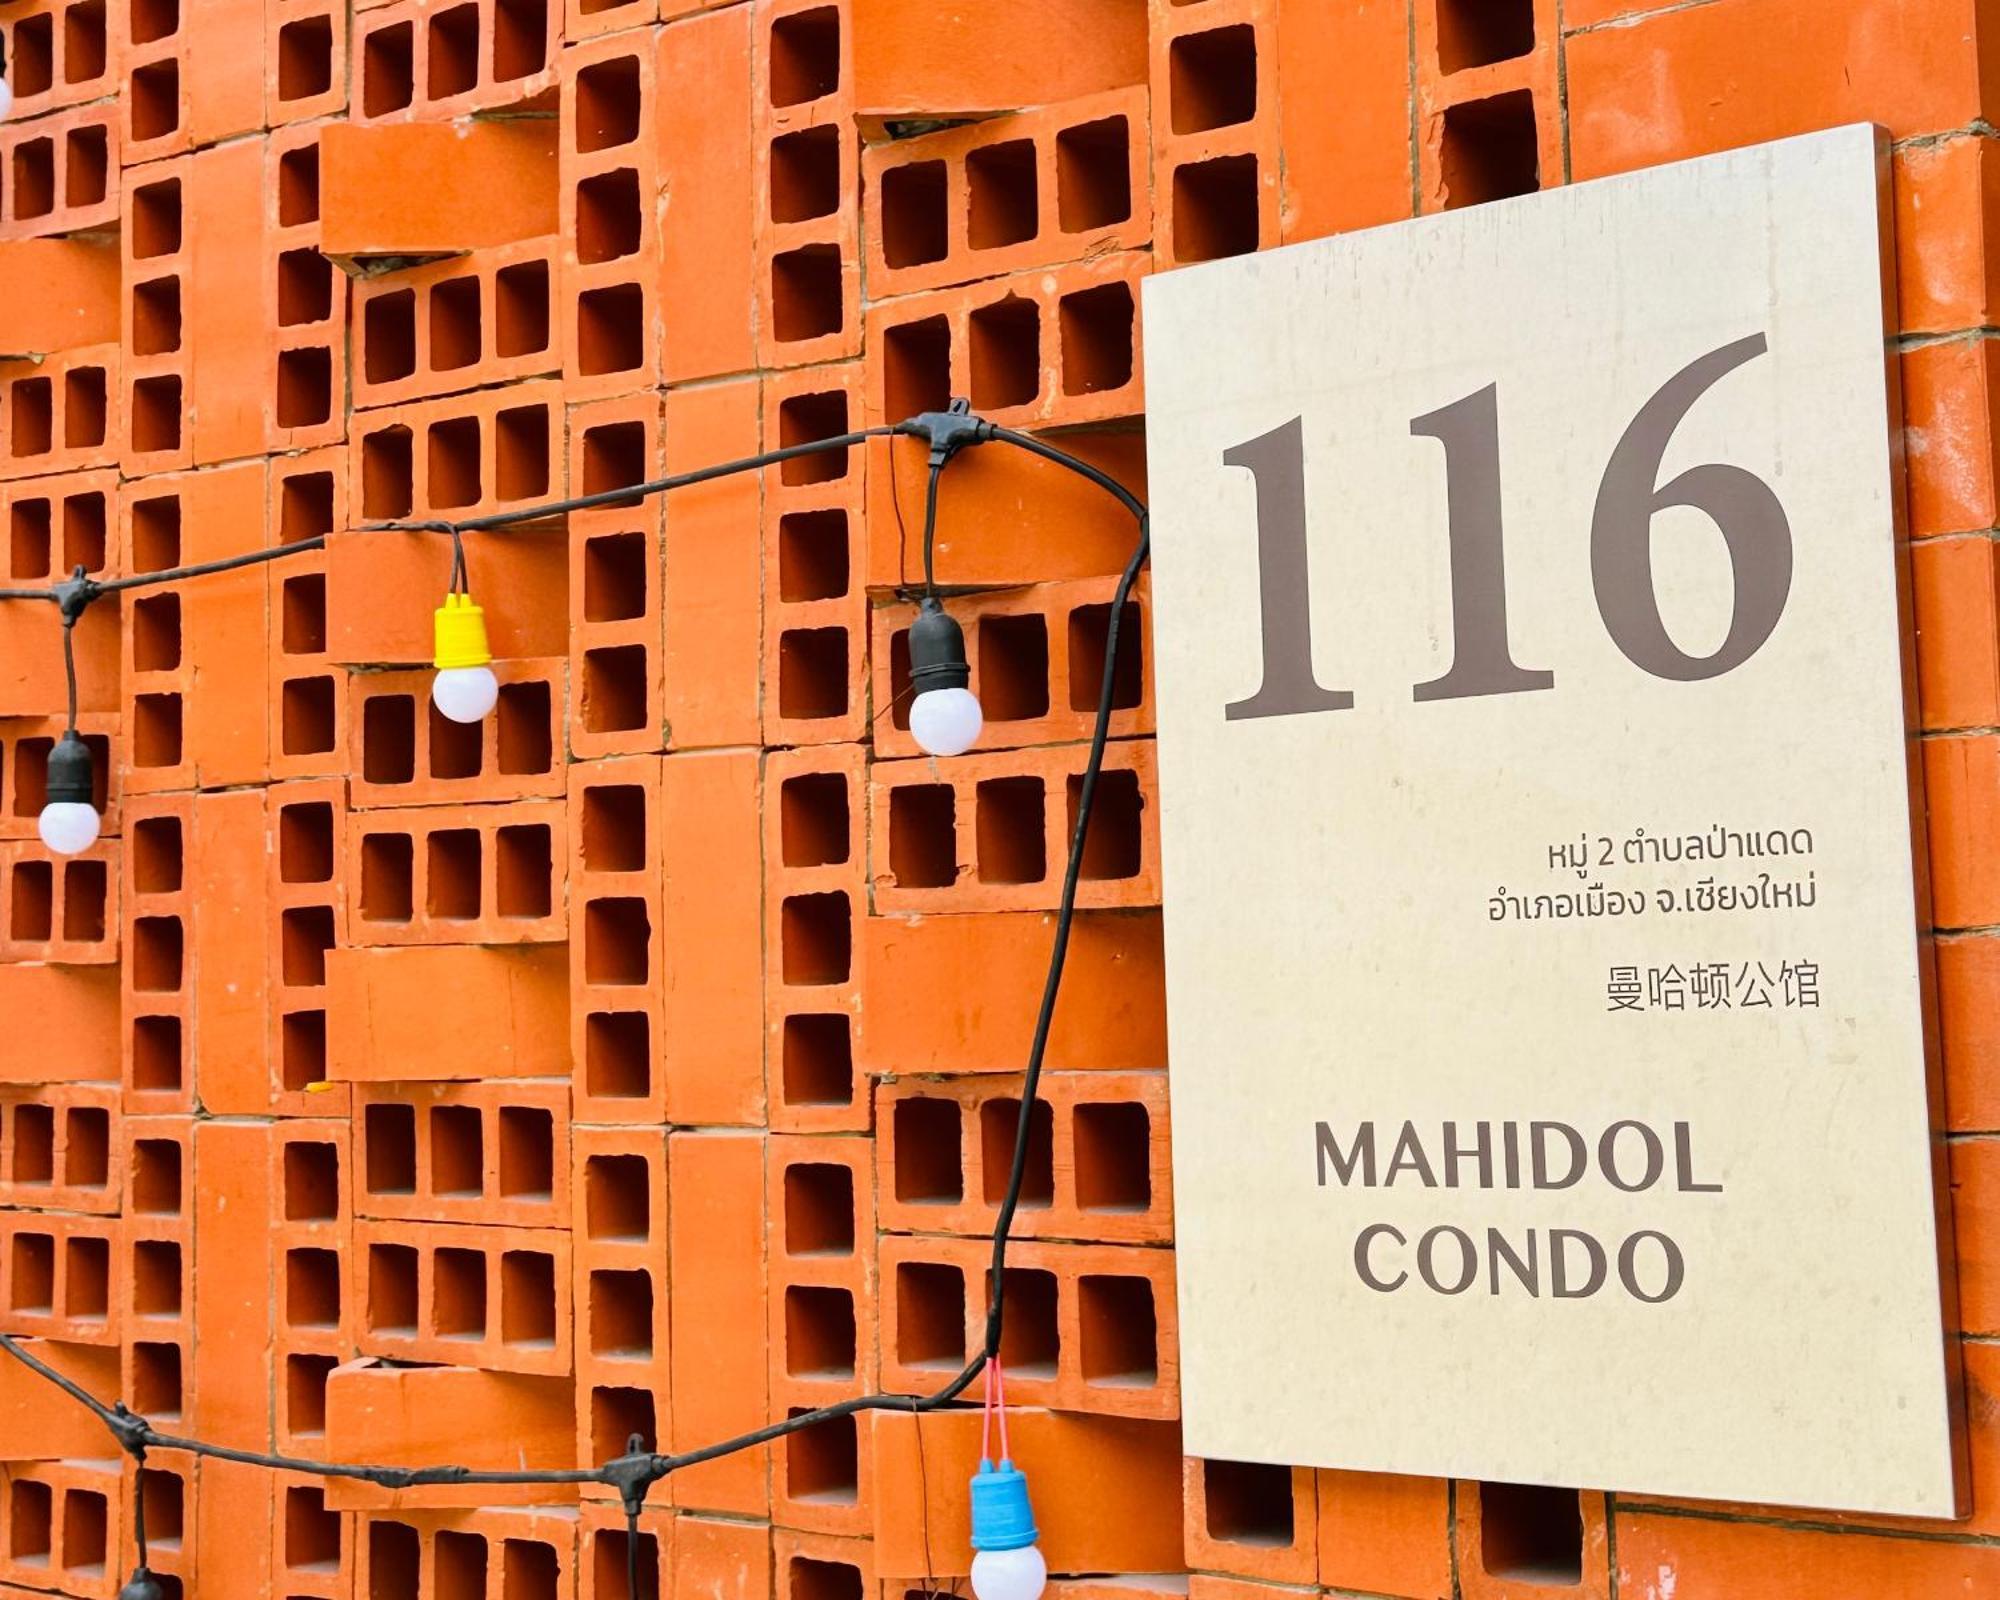 116
หมู่ 2 ตำบลป่าแดด
อำเภอเมือง จ.เชียงใหม่
曼哈顿公馆
MAHIDOL
CONDO